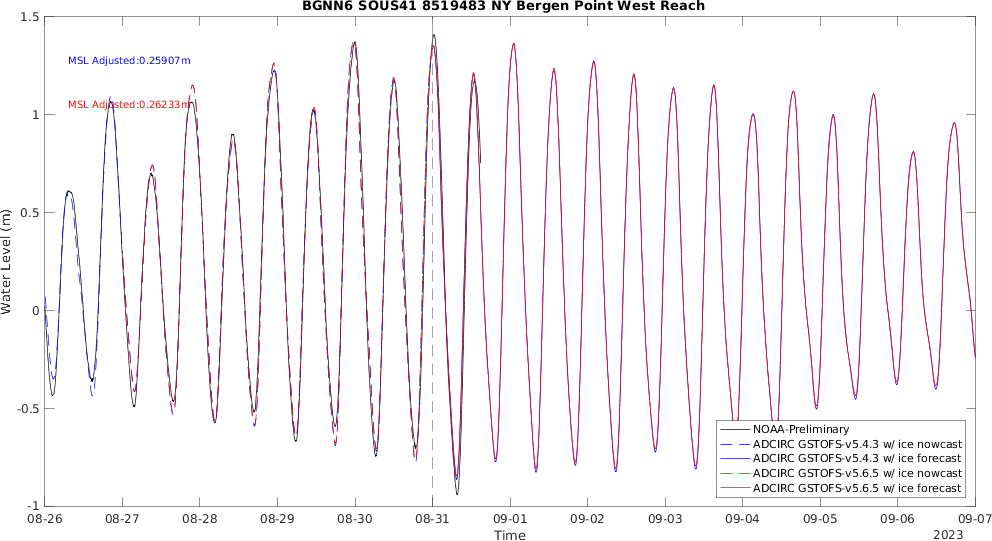 BGNN6 SOUS41 8519483 NY Bergen Point West Reach
1.5
1
0.5
0
-0.5
-1
Water Level (m)
MSL Adjusted:0.25907m
MSL Adjusted:0.26233m
NOAA-Preliminary
ADCIRC GSTOFS-v5.4.3 w/ ice nowcast
ADCIRC GSTOFS-v5.4.3 w/ ice forecast
ADCIRC GSTOFS-v5.6.5 w/ ice nowcast
ADCIRC GSTOFS-v5.6.5 w/ ice forecast
08-26 08-27 08-28 08-29 08-30 08-31 09-01 09-02 09-03 09-04 09-05 09-06 09-07
Time
2023